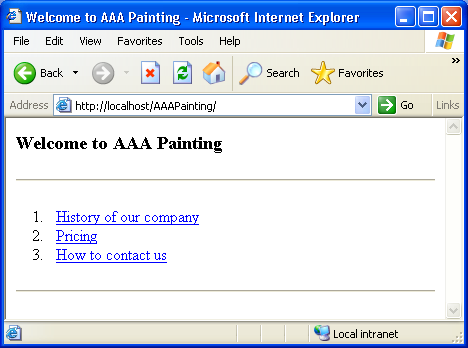 Welcome to AAA Painting - Microsoft Internet Explorer
File Edit View Favorites Tools Help
Back Search Favorites »
Address http://localhost/AAAPainting/ Go Links »
Welcome to AAA Painting
1. History of our company
2. Pricing
3. How to contact us
Local intranet